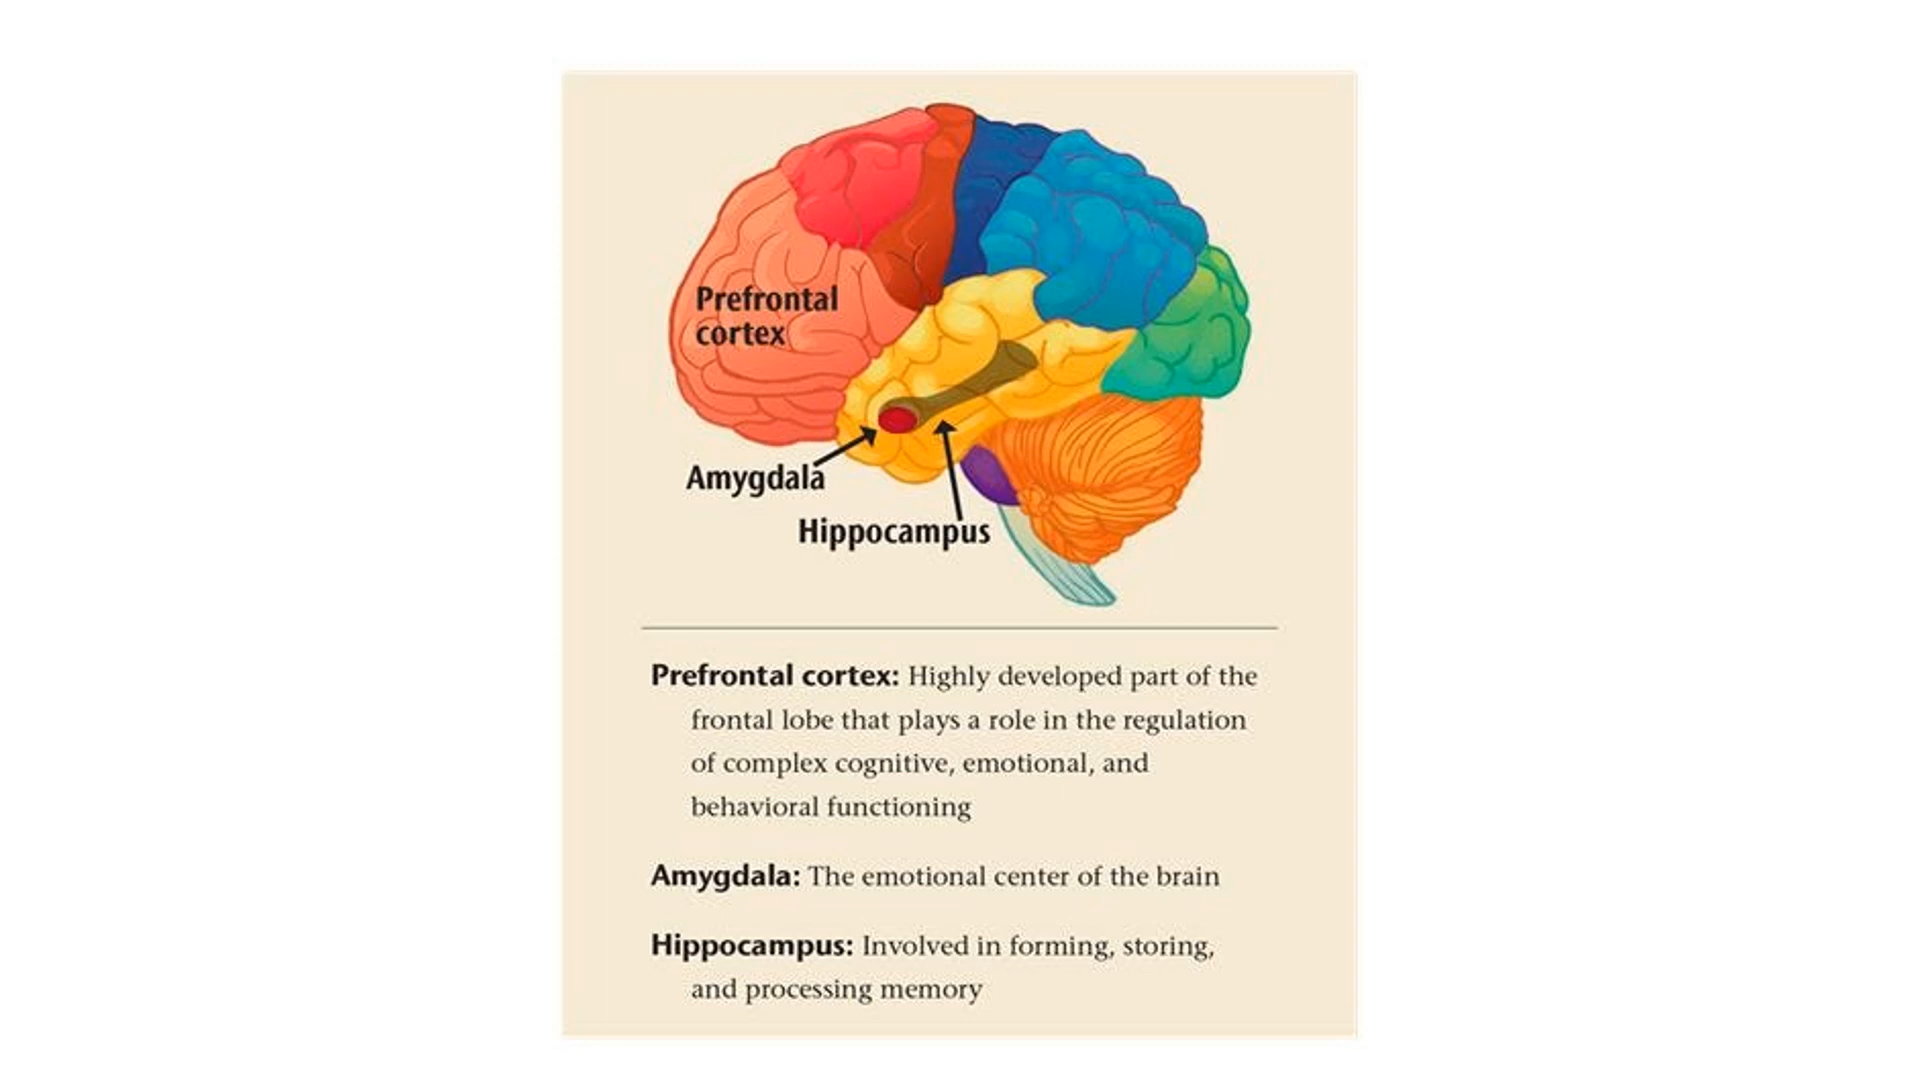 Prefrontal
cortex
Amygdala
Hippocampus
Prefrontal cortex: Highly developed part of the
frontal lobe that plays a role in the regulation
of complex cognitive, emotional, and
behavioral functioning
Amygdala: The emotional center of the brain
Hippocampus: Involved in forming, storing,
and processing memory